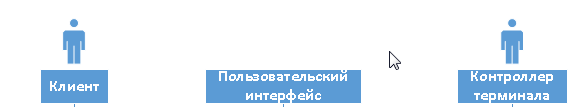 Клиент
Пользовательский
интерфейс
Контроллер
терминала